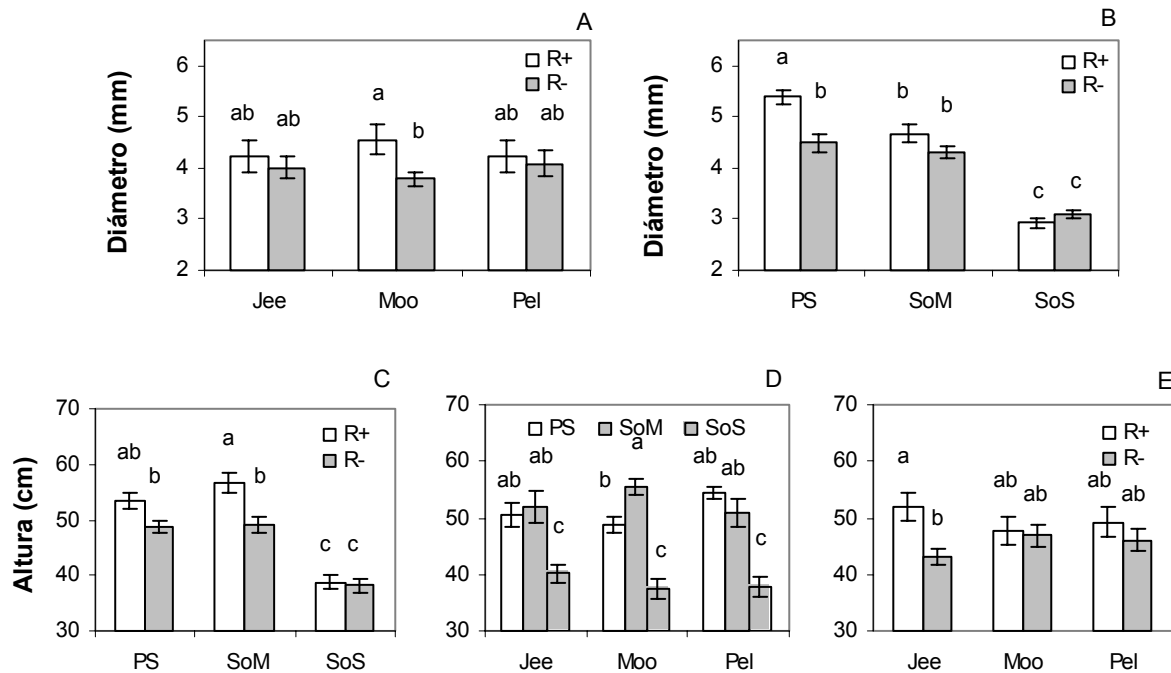 A
Diámetro (mm)
6
5
4
3
2
R+
R-
ab
ab
a
b
ab
ab
Jee
Moo
Pel
B
Diámetro (mm)
6
5
4
3
2
R+
R-
a
b
b
b
c
c
PS
SoM
SoS
C
Altura (cm)
70
60
50
40
30
R+
R-
ab
b
a
b
c
c
PS
SoM
SoS
D
70
60
50
40
30
PS
SoM
SoS
ab
ab
c
b
a
c
ab
ab
c
Jee
Moo
Pel
E
70
60
50
40
30
R+
R-
a
b
ab
ab
ab
ab
Jee
Moo
Pel